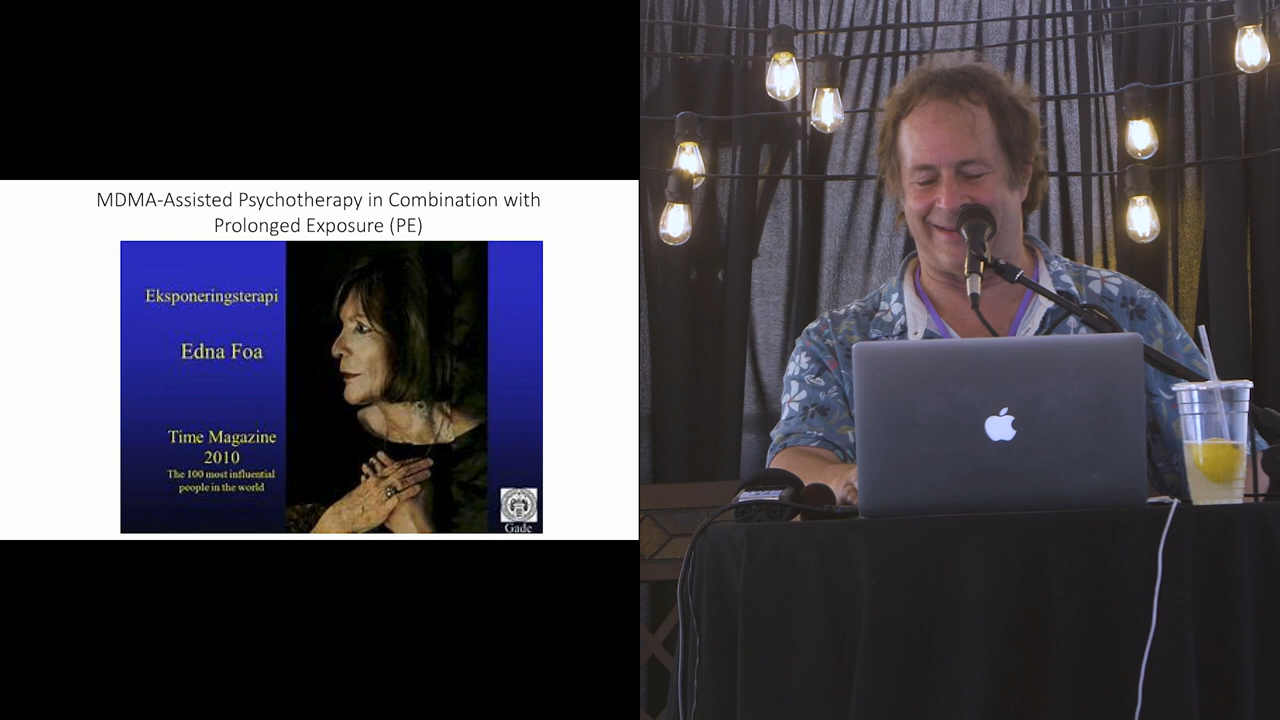 MDMA-Assisted Psychotherapy in Combination with
Prolonged Exposure (PE)
Eksponeringsterapi
Edna Foa
Time Magazine
2010
The 100 most influential
people in the world
Gade